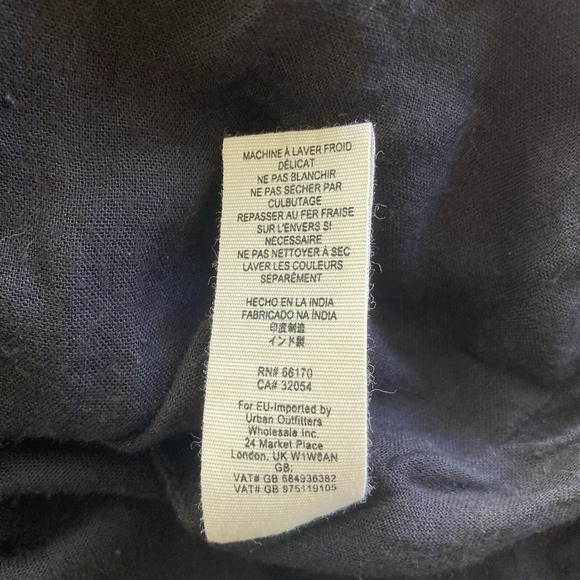 MACHINE À LAVER FROID
DÉLICAT
NE PAS BLANCHIR
NE PAS SÉCHER PAR
CULBUTAGE
REPASSER AU FER FRAISE
SUR L'ENVERS SI
NÉCESSAIRE
NE PAS NETTOYER À SEC
LAVER LES COULEURS
SÉPARÉMENT
HECHO EN LA INDIA
FABRICADO NA ÍNDIA
印度制造
インド製
RN# 66170
CA# 32054
For EU-Imported by
Urban Outfitters
Wholesale Inc.
24 Market Place
London, UK W1W8AN
GB:
VAT# GB 684936382
VAT# GB 975119105